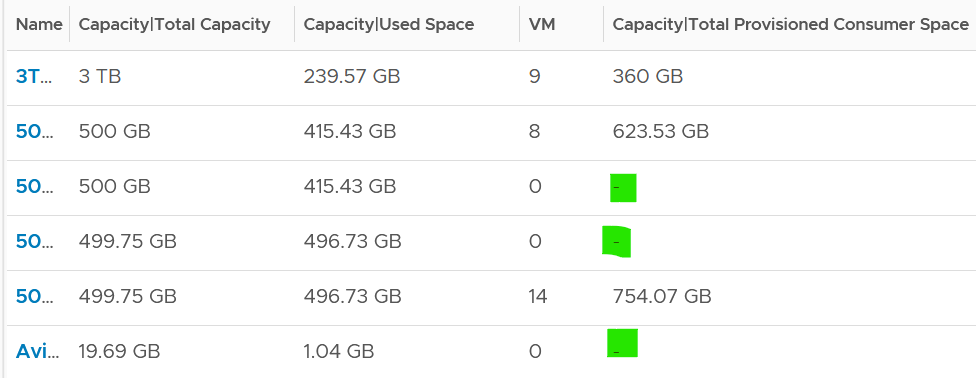 Name Capacity|Total Capacity Capacity|Used Space VM Capacity|Total Provisioned Consumer Space
3T... 3 TB 239.57 GB 9 360 GB
50... 500 GB 415.43 GB 8 623.53 GB
50... 500 GB 415.43 GB 0 -
50... 499.75 GB 496.73 GB 0 -
50... 499.75 GB 496.73 GB 14 754.07 GB
Avi... 19.69 GB 1.04 GB 0 -